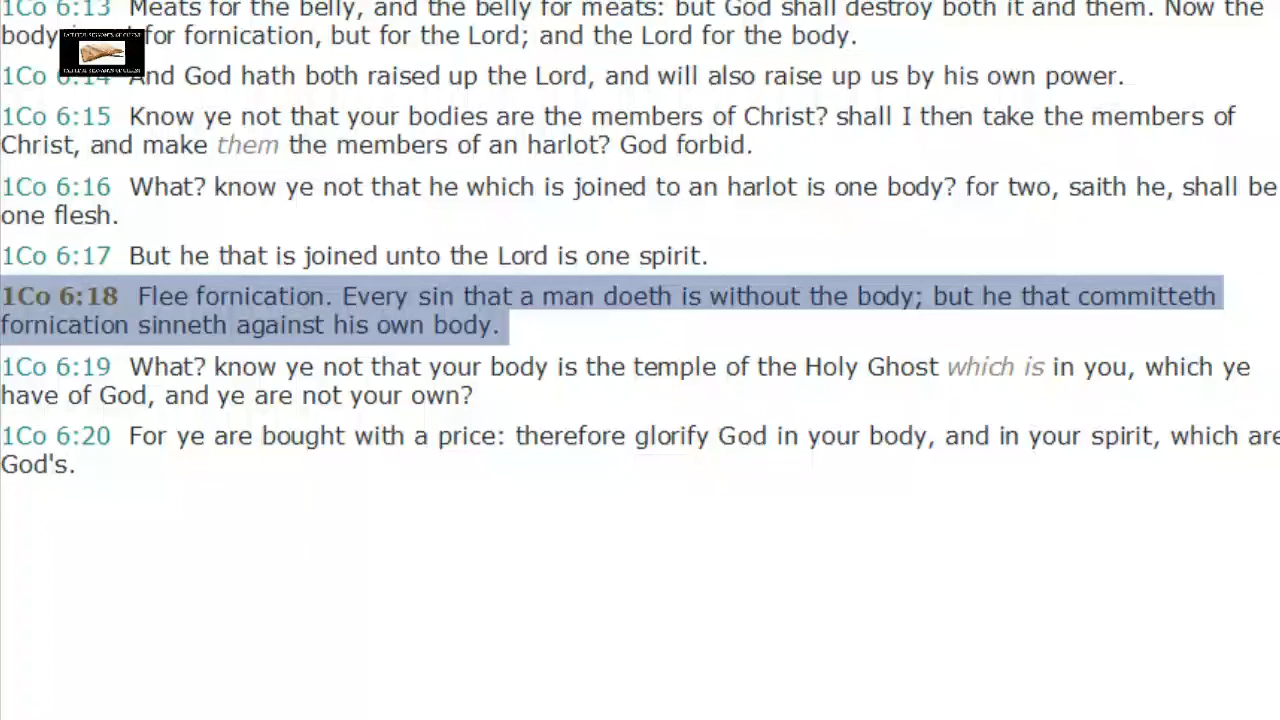 1Co 6:13 Meats for the belly, and the belly for meats: but God shall destroy both it and them. Now the
body for fornication, but for the Lord; and the Lord for the body.
1Co 6:14 And God hath both raised up the Lord, and will also raise up us by his own power.
1Co 6:15 Know ye not that your bodies are the members of Christ? shall I then take the members of
Christ, and make them the members of an harlot? God forbid.
1Co 6:16 What? know ye not that he which is joined to an harlot is one body? for two, saith he, shall be
one flesh.
1Co 6:17 But he that is joined unto the Lord is one spirit.
1Co 6:18 Flee fornication. Every sin that a man doeth is without the body; but he that committeth
fornication sinneth against his own body.
1Co 6:19 What? know ye not that your body is the temple of the Holy Ghost which is in you, which ye
have of God, and ye are not your own?
1Co 6:20 For ye are bought with a price: therefore glorify God in your body, and in your spirit, which are
God's.